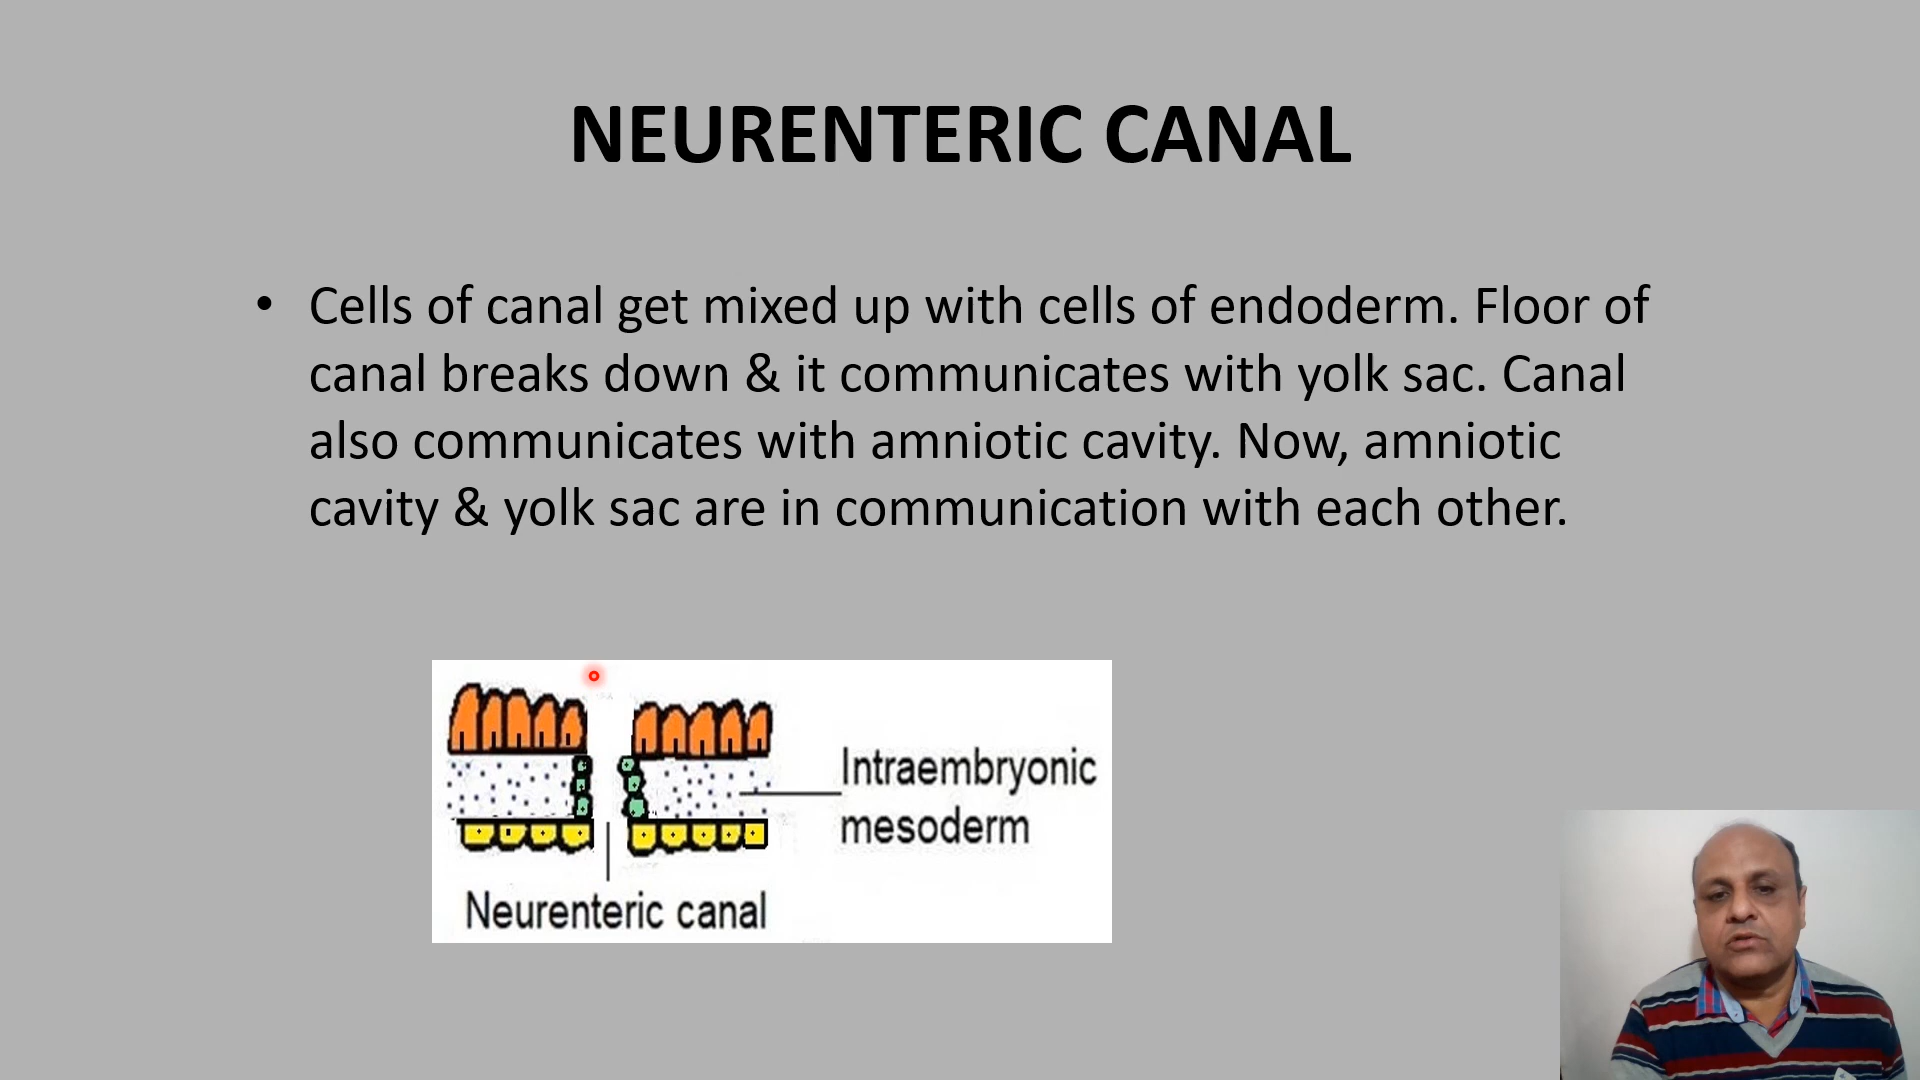 NEURENTERIC CANAL
• Cells of canal get mixed up with cells of endoderm. Floor of
canal breaks down & it communicates with yolk sac. Canal
also communicates with amniotic cavity. Now, amniotic
cavity & yolk sac are in communication with each other.
Intraembryonic
mesoderm
Neurenteric canal